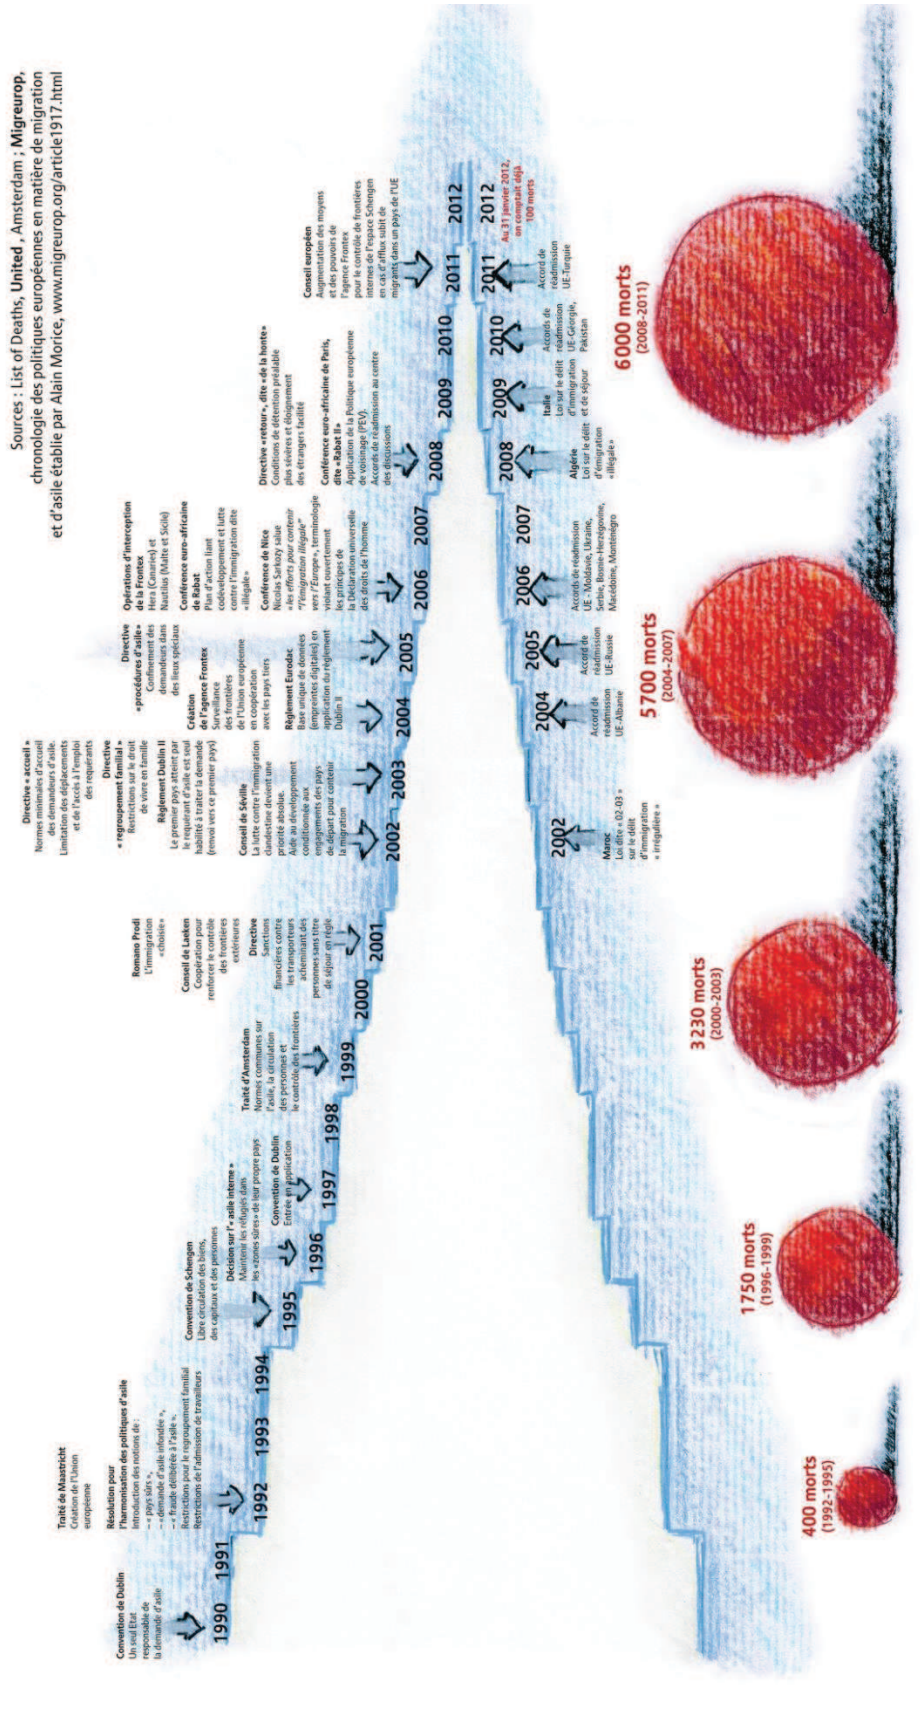 Sources : List of Deaths, United , Amsterdam ; Migreurop,
chronologie des politiques européennes en matière de migration
et d'asile établie par Alain Morice, www.migreurop.org/article1917.html
Convention de Dublin
Un seul Etat
responsable de
la demande d'asile
Traité de Maastricht
Création de l'Union
européenne
Résolution pour
l'harmonisation des politiques d'asile
Introduction des notions de :
– « pays sûrs »,
– « demande d'asile infondée »,
– « fraude délibérée à l'asile ».
Restrictions pour le regroupement familial
Restrictions de l'admission de travailleurs
Convention de Schengen
Libre circulation des biens,
des capitaux et des personnes
Décision sur l'« asile interne »
Maintenir les réfugiés dans
les «zones sûres» de leur propre pays
Convention de Dublin
Entrée en application
Traité d'Amsterdam
Normes communes sur
l'asile, la circulation
des personnes et
le contrôle des frontières
Romano Prodi
L'immigration
«choisie»
Conseil de Laeken
Coopération pour
renforcer le contrôle
des frontières
extérieures
Directive
Sanctions
financières contre
les transporteurs
acheminant des
personnes sans titre
de séjour en règle
Directive « accueil »
Normes minimales d'accueil
des demandeurs d'asile.
Limitation des déplacements
et de l'accès à l'emploi
des requérants
Directive
« regroupement familial »
Restrictions sur le droit
de vivre en famille
Règlement Dublin II
Le premier pays atteint par
le requérant d'asile est seul
habilité à traiter la demande
(renvoi vers ce premier pays)
Conseil de Séville
La lutte contre l'immigration
clandestine devient une
priorité absolue.
Aide au développement
conditionnée aux
engagements des pays
de départ pour contenir
la migration
Directive
«procédures d'asile»
Confinement des
demandeurs dans
des lieux spéciaux
Création
de l'agence Frontex
Surveillance
des frontières
de l'Union européenne
en coopération
avec les pays tiers
Règlement Eurodac
Base unique de données
(empreintes digitales) en
application du règlement
Dublin II
Opérations d'interception
de la Frontex
Hera (Canaries) et
Nautilus (Malte et Sicile)
Conférence euro-africaine
de Rabat
Plan d'action liant
codéveloppement et lutte
contre l'immigration dite
«illégale»
Conférence de Nice
Nicolas Sarkozy salue
«les efforts pour contenir
"l'émigration illégale"
vers l'Europe», terminologie
violant ouvertement
les principes de
la Déclaration universelle
des droits de l'homme
Directive «retour», dite «de la honte»
Conditions de détention préalable
plus sévères et éloignement
des étrangers facilité
Conférence euro-africaine de Paris,
dite «Rabat II»
Application de la Politique européenne
de voisinage (PEV).
Accords de réadmission au centre
des discussions
Conseil européen
Augmentation des moyens
et des pouvoirs de
l'agence Frontex
pour le contrôle de frontières
internes de l'espace Schengen
en cas d'afflux subit de
migrants dans un pays de l'UE
1990
1991
1992
1993
1994
1995
1996
1997
1998
1999
2000
2001
2002
2003
2004
2005
2006
2007
2008
2009
2010
2011
2012
2002
2004
2005
2006
2007
2008
2009
2010
2011
2012
Au 31 janvier 2012,
on comptait déjà
100 morts
Maroc
Loi dite « 02-03 »
sur le délit
d'immigration
« irrégulière »
Accord de
réadmission
UE-Albanie
Accord de
réadmission
UE-Russie
Accords de réadmission
UE - Moldavie, Ukraine,
Serbie, Bosnie-Herzégovine,
Macédoine, Monténégro
Algérie
Loi sur le délit
d'émigration
«illégale»
Italie
Loi sur le délit
d'immigration
et de séjour
Accords de
réadmission
UE-Géorgie,
Pakistan
Accord de
réadmission
UE-Turquie
400 morts
(1992-1995)
1750 morts
(1996-1999)
3230 morts
(2000-2003)
5700 morts
(2004-2007)
6000 morts
(2008-2011)